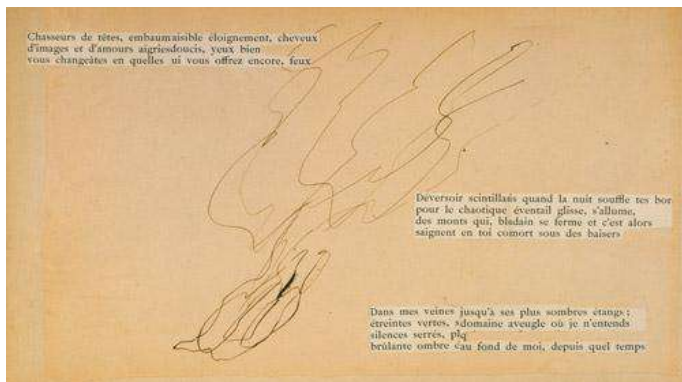 Chasseurs de têtes, embaumaisible éloignement, cheveux
d'images et d'amours aigriesdoucis, yeux bien
vous changeâtes en quelles ui vous offrez encore, feux
Déversoir scintillans quand la nuit souffle tes bor
pour le chaotique éventail glisse, s'allume,
des monts qui, soudain se ferme et c'est alors
saignent en toi comort sous des baisers
Dans mes veines jusqu'à ses plus sombres étangs ;
étreintes vertes, domaine aveugle où je n'entends
silences serrés, plq
brûlante ombre au fond de moi, depuis quel temps